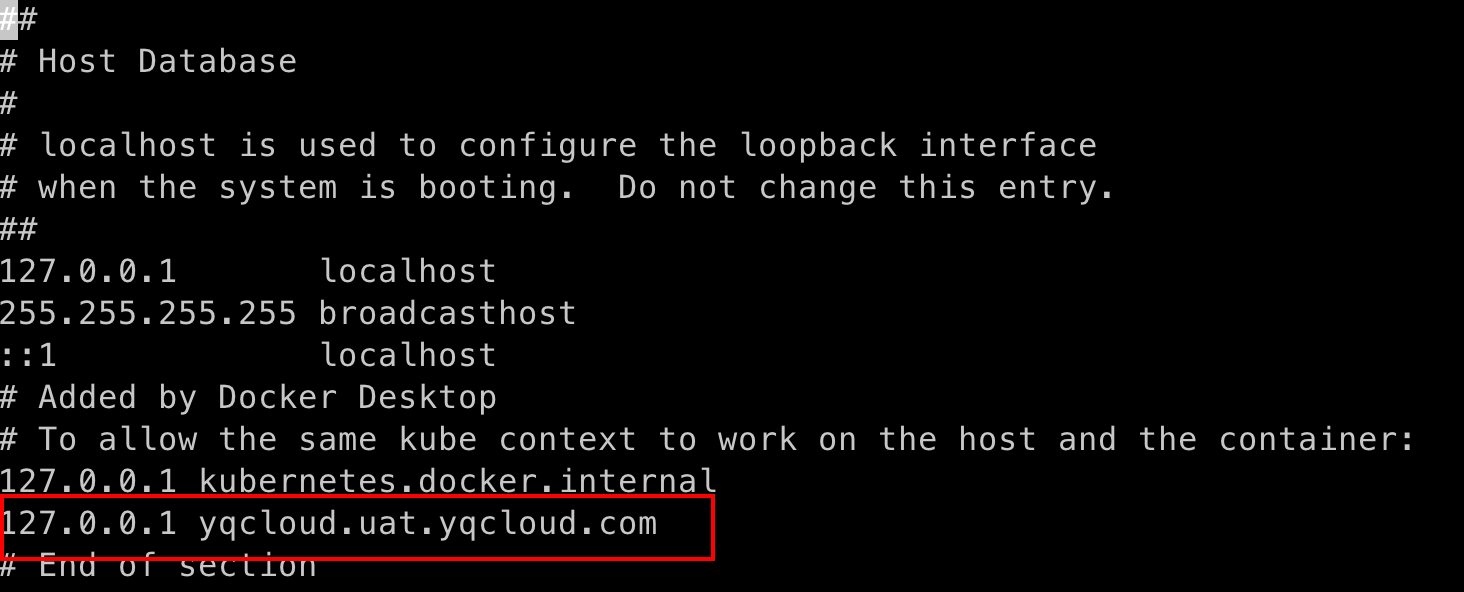 ##
# Host Database
#
# localhost is used to configure the loopback interface
# when the system is booting.  Do not change this entry.
##
127.0.0.1       localhost
255.255.255.255 broadcasthost
::1             localhost
# Added by Docker Desktop
# To allow the same kube context to work on the host and the container:
127.0.0.1 kubernetes.docker.internal
127.0.0.1 yqcloud.uat.yqcloud.com
# End of section